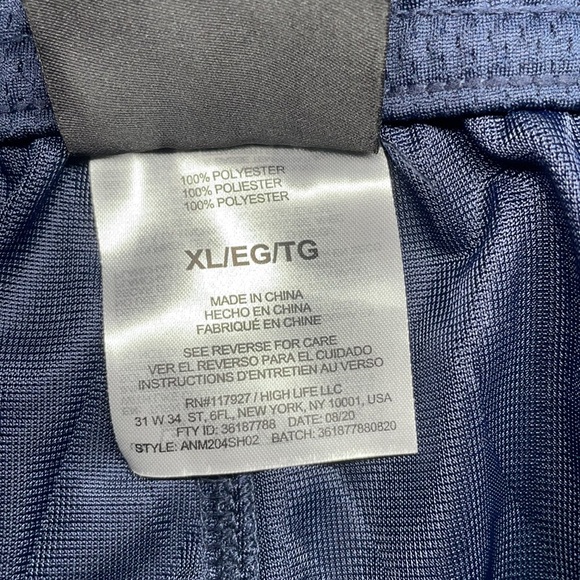 100% POLYESTER
100% POLIESTER
100% POLYESTER
XL/EG/TG
MADE IN CHINA
HECHO EN CHINA
FABRIQUÉ EN CHINE
SEE REVERSE FOR CARE
VER EL REVERSO PARA EL CUIDADO
INSTRUCTIONS D'ENTRETIEN AU VERSO
RN#117927 / HIGH LIFE LLC
31 W 34 ST, 6FL, NEW YORK, NY 10001, USA
FTY ID: 36187788 DATE: 08/20
STYLE: ANM204SH02 BATCH: 361877880820